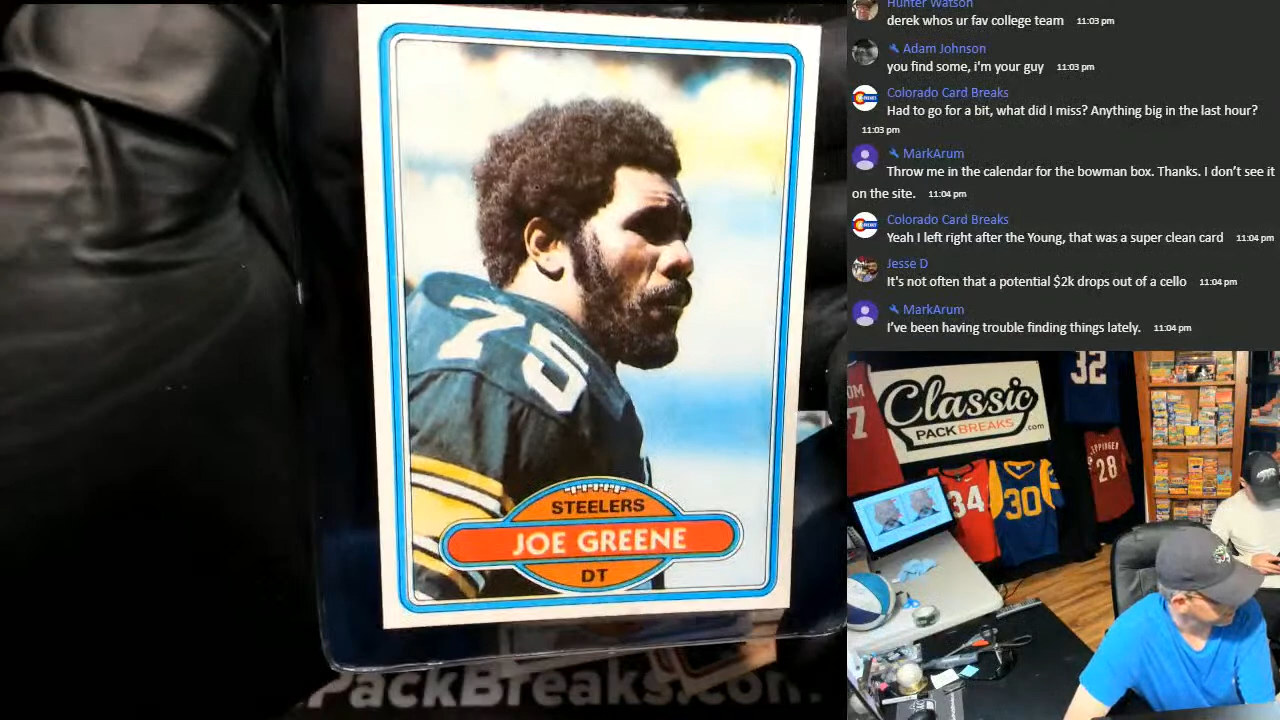 75
STEELERS
JOE GREENE
DT
PackBreaks.com
Hunter Watson
derek whos ur fav college team 11:03 pm
Adam Johnson
you find some, i'm your guy 11:03 pm
Colorado Card Breaks
Had to go for a bit, what did I miss? Anything big in the last hour?
11:03 pm
MarkArum
Throw me in the calendar for the bowman box. Thanks. I don't see it
on the site. 11:04 pm
Colorado Card Breaks
Yeah I left right after the Young, that was a super clean card 11:04 pm
Jesse D
It's not often that a potential $2k drops out of a cello 11:04 pm
MarkArum
I've been having trouble finding things lately. 11:04 pm
Classic
PACK BREAKS.com
32
7
34
30
28